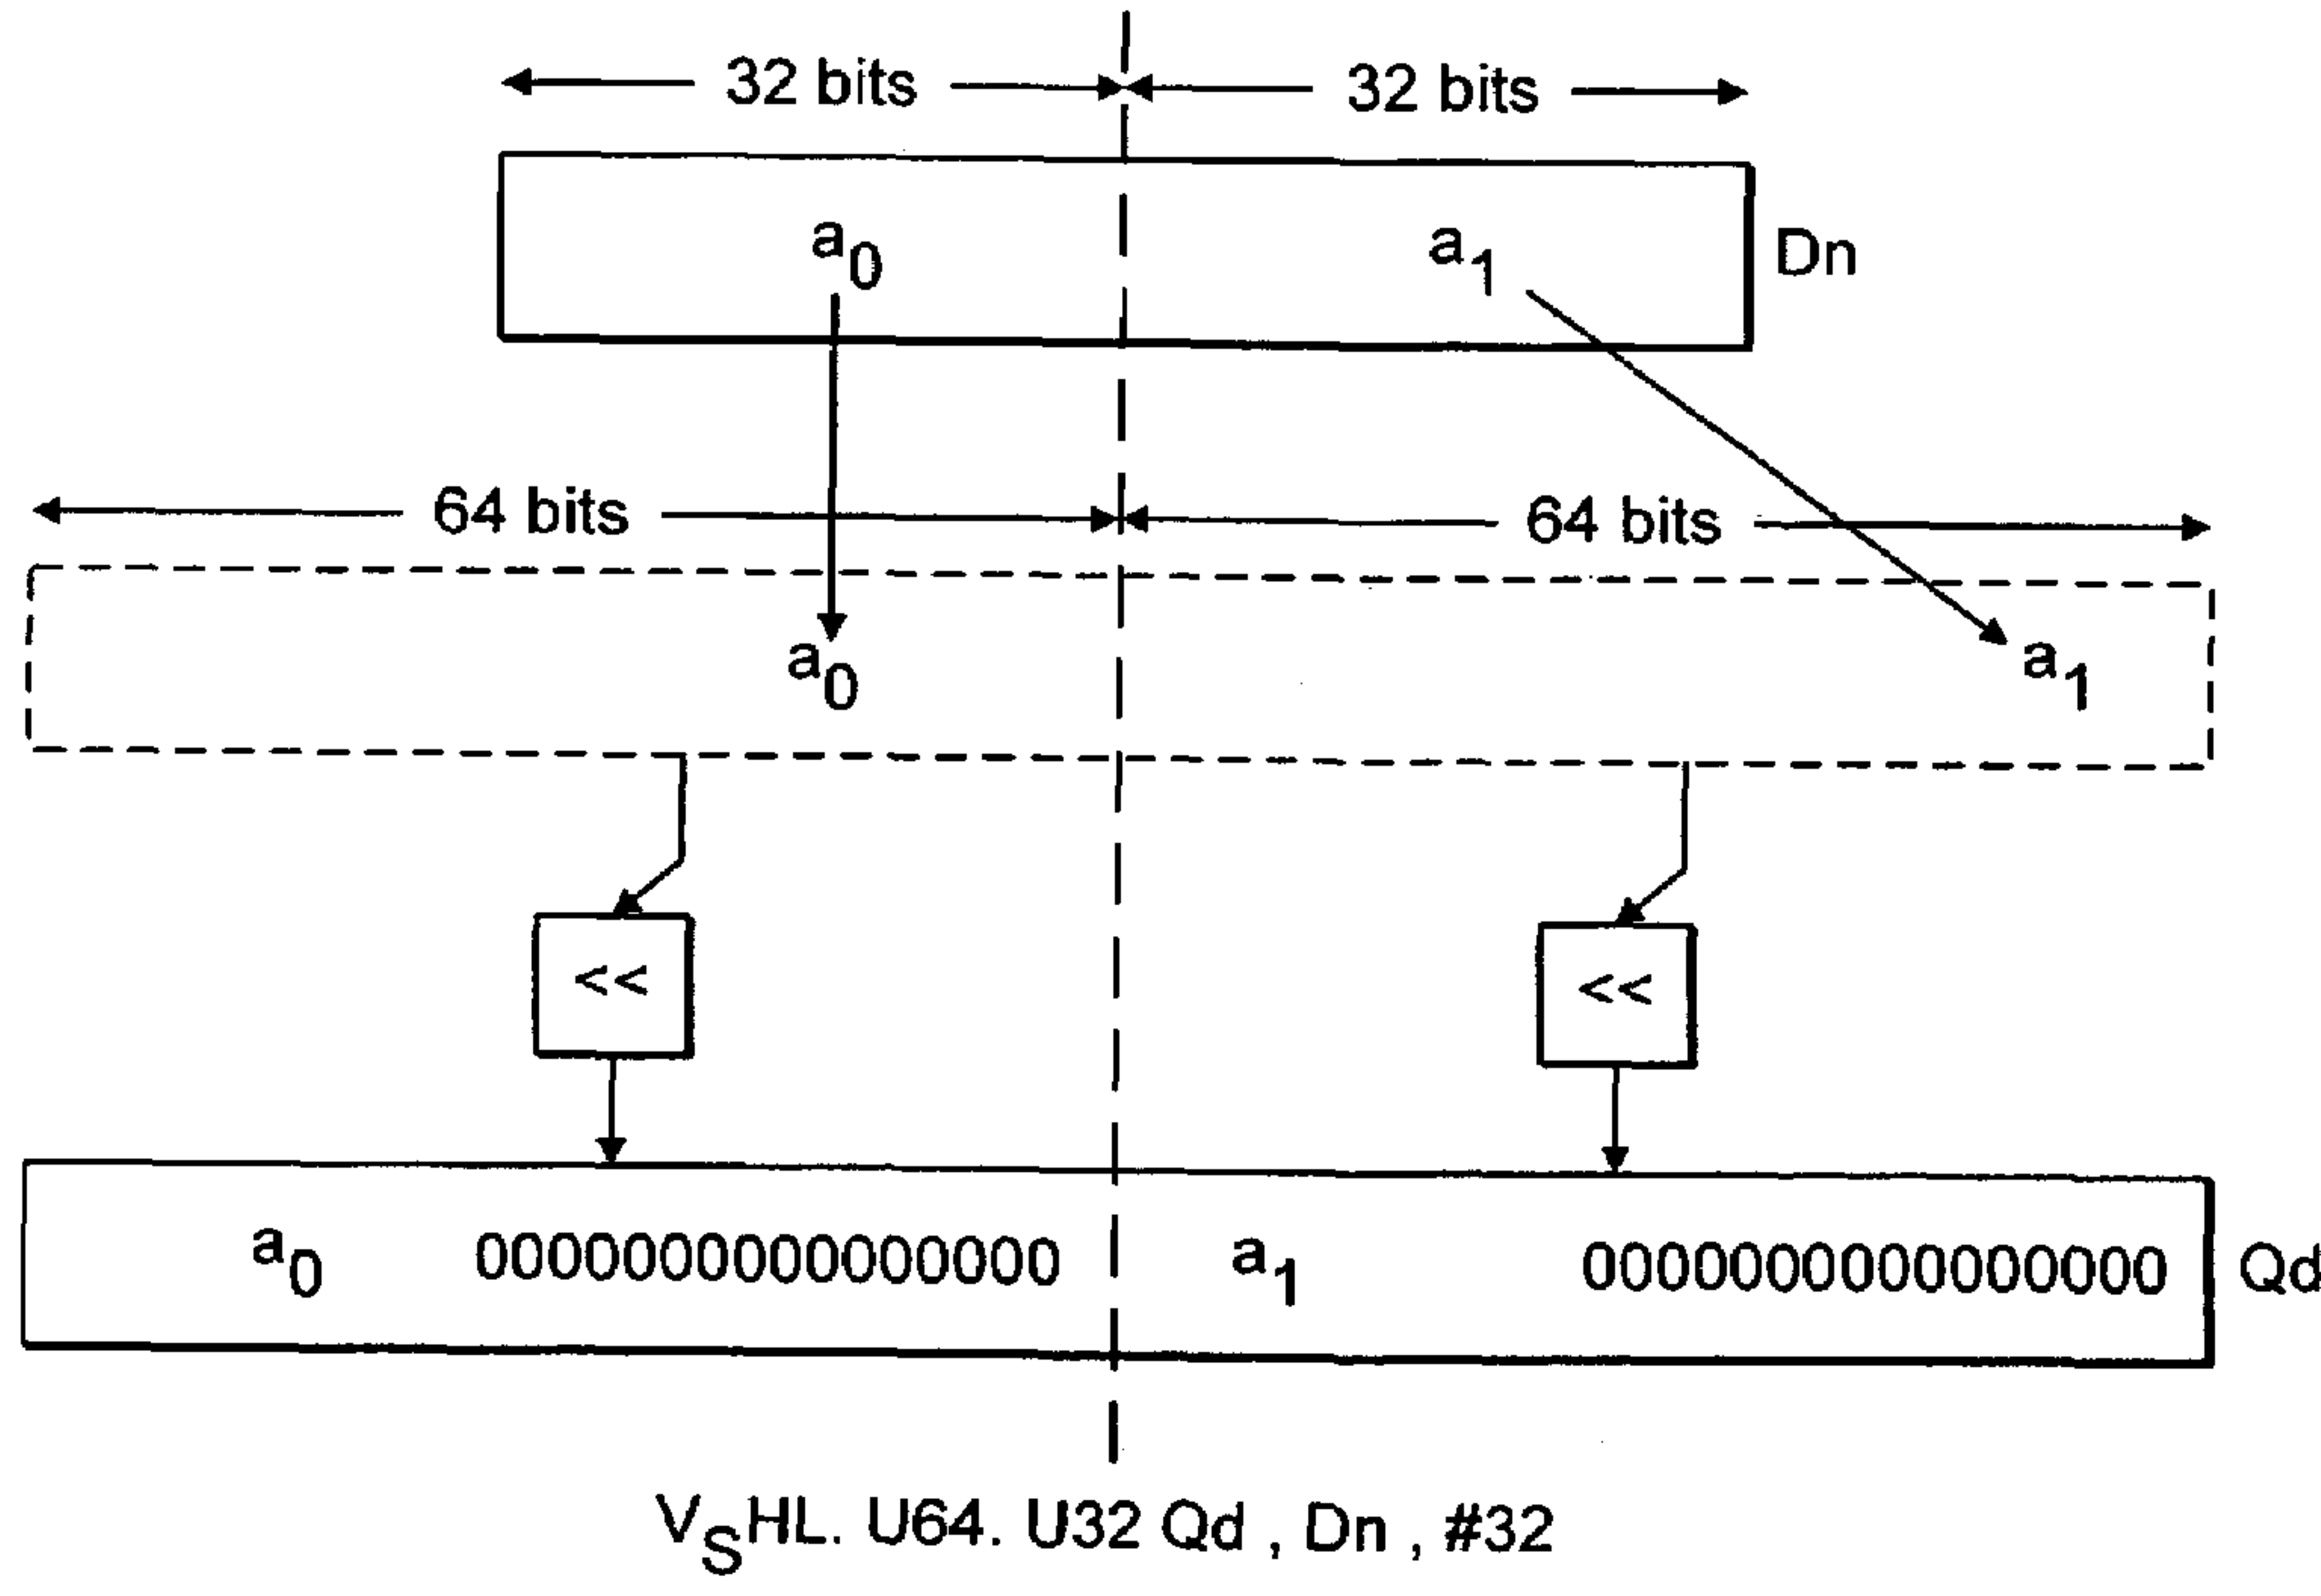 32 bits 32 bits
a0 a1 Dn
64 bits 64 bits
a0 a1
<< <<
a0 0000000000000000 a1 0000000000000000 Qd
VSHL. U64. U32 Qd , Dn , #32